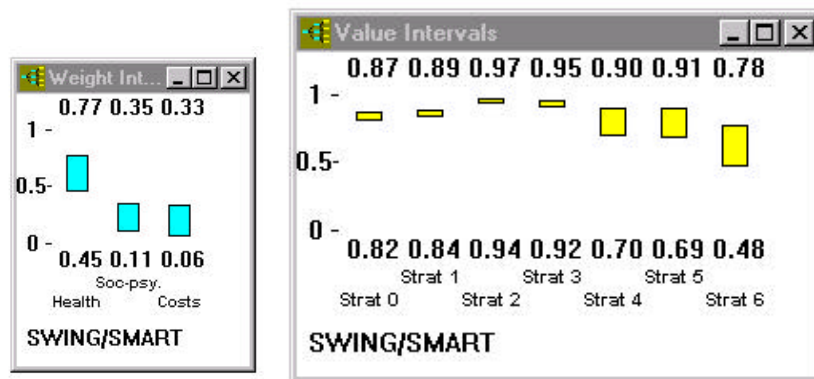 Weight Int...
0.77 0.35 0.33
1 -
0.5-
0 -
0.45 0.11 0.06
Soc-psy.
Health Costs
SWING/SMART
Value Intervals
0.87 0.89 0.97 0.95 0.90 0.91 0.78
1 -
0.5-
0 -
0.82 0.84 0.94 0.92 0.70 0.69 0.48
Strat 1 Strat 3 Strat 5
Strat 0 Strat 2 Strat 4 Strat 6
SWING/SMART